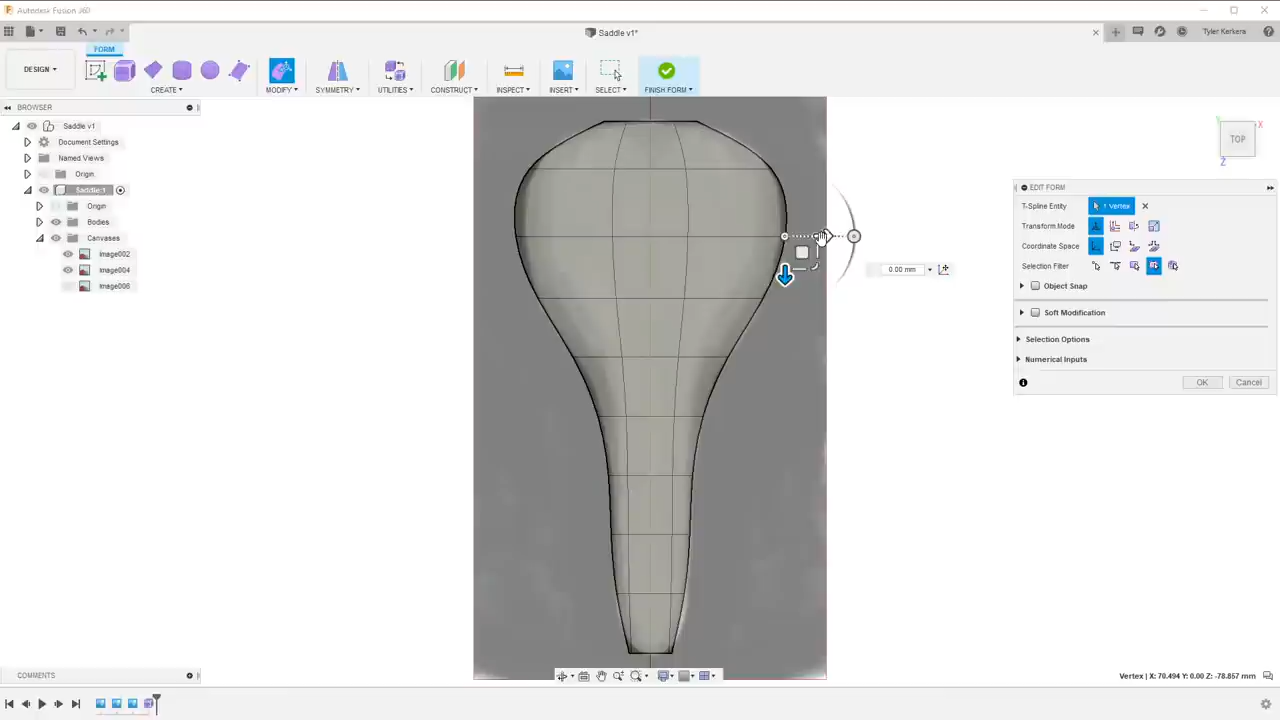 Autodesk Fusion 360
Saddle v1*
Tyler Kerkera
FORM
DESIGN
CREATE
MODIFY
SYMMETRY
UTILITIES
CONSTRUCT
INSPECT
INSERT
SELECT
FINISH FORM
BROWSER
Saddle v1
Document Settings
Named Views
Origin
Saddle:1
Origin
Bodies
Canvases
Image002
Image004
Image006
TOP
X
Y
Z
0.00 mm
EDIT FORM
T-Spline Entity
1 Vertex
Transform Mode
Coordinate Space
Selection Filter
Object Snap
Soft Modification
Selection Options
Numerical Inputs
OK
Cancel
COMMENTS
Vertex | X: 70.494 Y: 0.00 Z: -78.857 mm